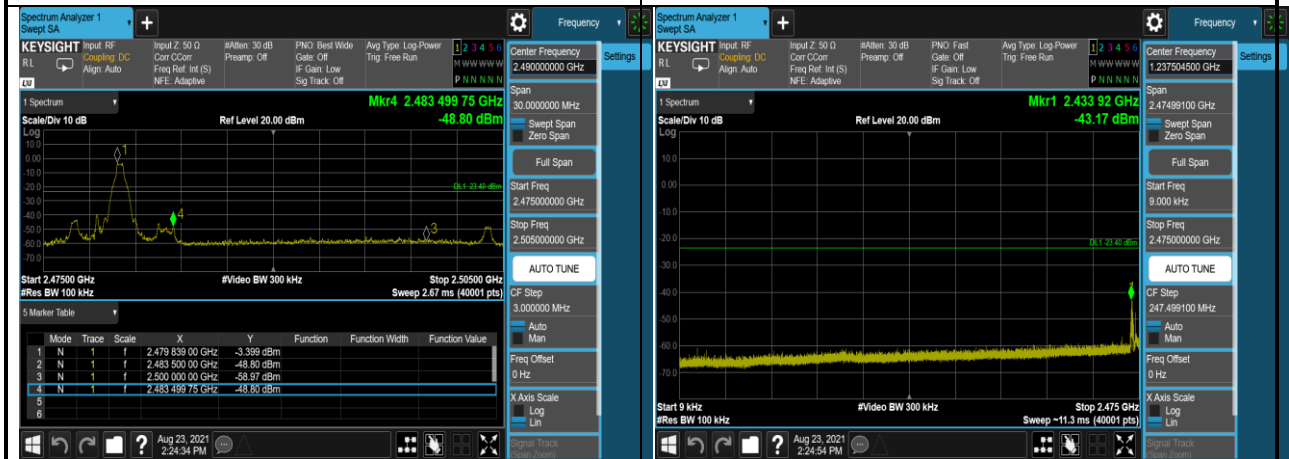 Spectrum Analyzer 1
Swept SA
Frequency
KEYSIGHT
RL
LXI
Input: RF
Coupling: DC
Align: Auto
Input Z: 50 Ω
Corr CCorr
Freq Ref: Int (S)
NFE: Adaptive
#Atten: 30 dB
Preamp: Off
PNO: Best Wide
Gate: Off
IF Gain: Low
Sig Track: Off
Avg Type: Log-Power
Trig: Free Run
1 2 3 4 5 6
M W W W W W
P N N N N N
1 Spectrum
Scale/Div 10 dB
Ref Level 20.00 dBm
Mkr4 2.483 499 75 GHz
-48.80 dBm
Log
10.0
0.00
-10.0
-20.0
-30.0
-40.0
-50.0
-60.0
-70.0
1
4
3
DL1 -23.40 dBm
Start 2.47500 GHz
#Video BW 300 kHz
Stop 2.50500 GHz
#Res BW 100 kHz
Sweep 2.67 ms (40001 pts)
5 Marker Table
Mode Trace Scale X Y Function Function Width Function Value
1 N 1 f 2.479 839 00 GHz -3.399 dBm
2 N 1 f 2.483 500 00 GHz -48.80 dBm
3 N 1 f 2.500 000 00 GHz -58.97 dBm
4 N 1 f 2.483 499 75 GHz -48.80 dBm
5
6
Aug 23, 2021
2:24:34 PM
Center Frequency
2.490000000 GHz
Settings
Span
30.0000000 MHz
Swept Span
Zero Span
Full Span
Start Freq
2.475000000 GHz
Stop Freq
2.505000000 GHz
AUTO TUNE
CF Step
3.000000 MHz
Auto
Man
Freq Offset
0 Hz
X Axis Scale
Log
Lin
Signal Track
(Span Zoom)
Spectrum Analyzer 1
Swept SA
Frequency
KEYSIGHT
RL
LXI
Input: RF
Coupling: DC
Align: Auto
Input Z: 50 Ω
Corr CCorr
Freq Ref: Int (S)
NFE: Adaptive
#Atten: 30 dB
Preamp: Off
PNO: Fast
Gate: Off
IF Gain: Low
Sig Track: Off
Avg Type: Log-Power
Trig: Free Run
1 2 3 4 5 6
M W W W W W
P N N N N N
1 Spectrum
Scale/Div 10 dB
Ref Level 20.00 dBm
Mkr1 2.433 92 GHz
-43.17 dBm
Log
10.0
0.00
-10.0
-20.0
-30.0
-40.0
-50.0
-60.0
-70.0
1
DL1 -23.40 dBm
Start 9 kHz
#Video BW 300 kHz
Stop 2.475 GHz
#Res BW 100 kHz
Sweep ~11.3 ms (40001 pts)
Aug 23, 2021
2:24:54 PM
Center Frequency
1.237504500 GHz
Settings
Span
2.47499100 GHz
Swept Span
Zero Span
Full Span
Start Freq
9.000 kHz
Stop Freq
2.475000000 GHz
AUTO TUNE
CF Step
247.499100 MHz
Auto
Man
Freq Offset
0 Hz
X Axis Scale
Log
Lin
Signal Track
(Span Zoom)